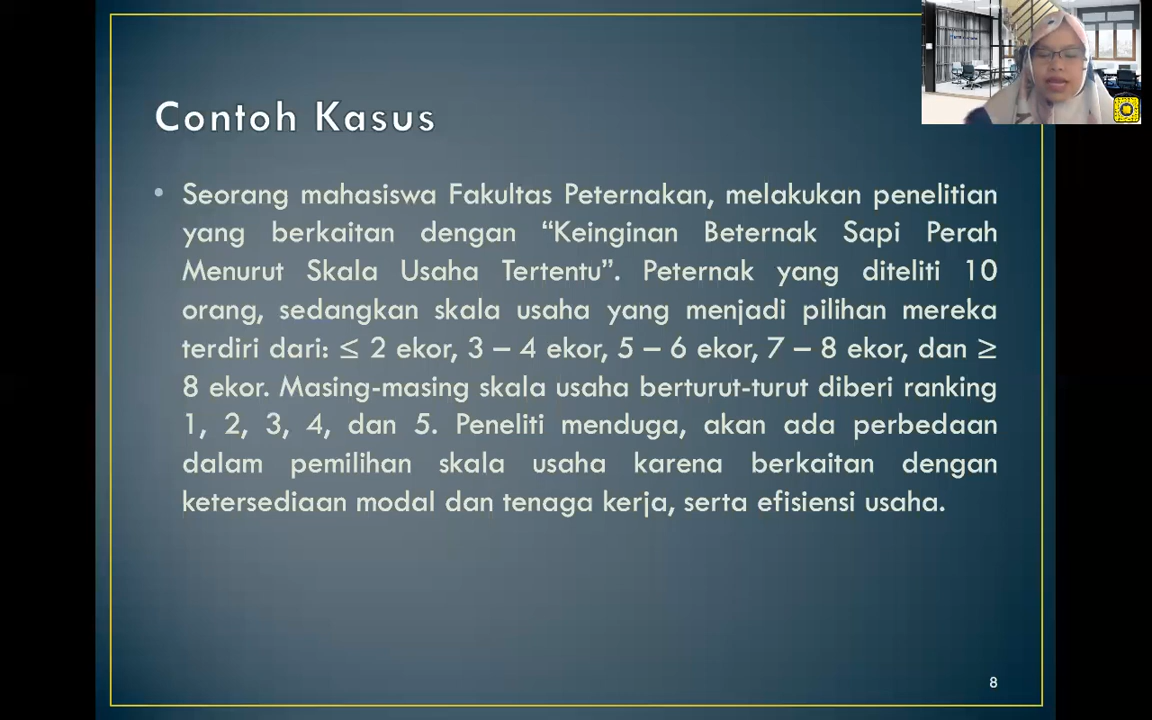 Contoh Kasus
• Seorang mahasiswa Fakultas Peternakan, melakukan penelitian
yang berkaitan dengan “Keinginan Beternak Sapi Perah
Menurut Skala Usaha Tertentu”. Peternak yang diteliti 10
orang, sedangkan skala usaha yang menjadi pilihan mereka
terdiri dari: ≤ 2 ekor, 3 – 4 ekor, 5 – 6 ekor, 7 – 8 ekor, dan ≥
8 ekor. Masing-masing skala usaha berturut-turut diberi ranking
1, 2, 3, 4, dan 5. Peneliti menduga, akan ada perbedaan
dalam pemilihan skala usaha karena berkaitan dengan
ketersediaan modal dan tenaga kerja, serta efisiensi usaha.
8